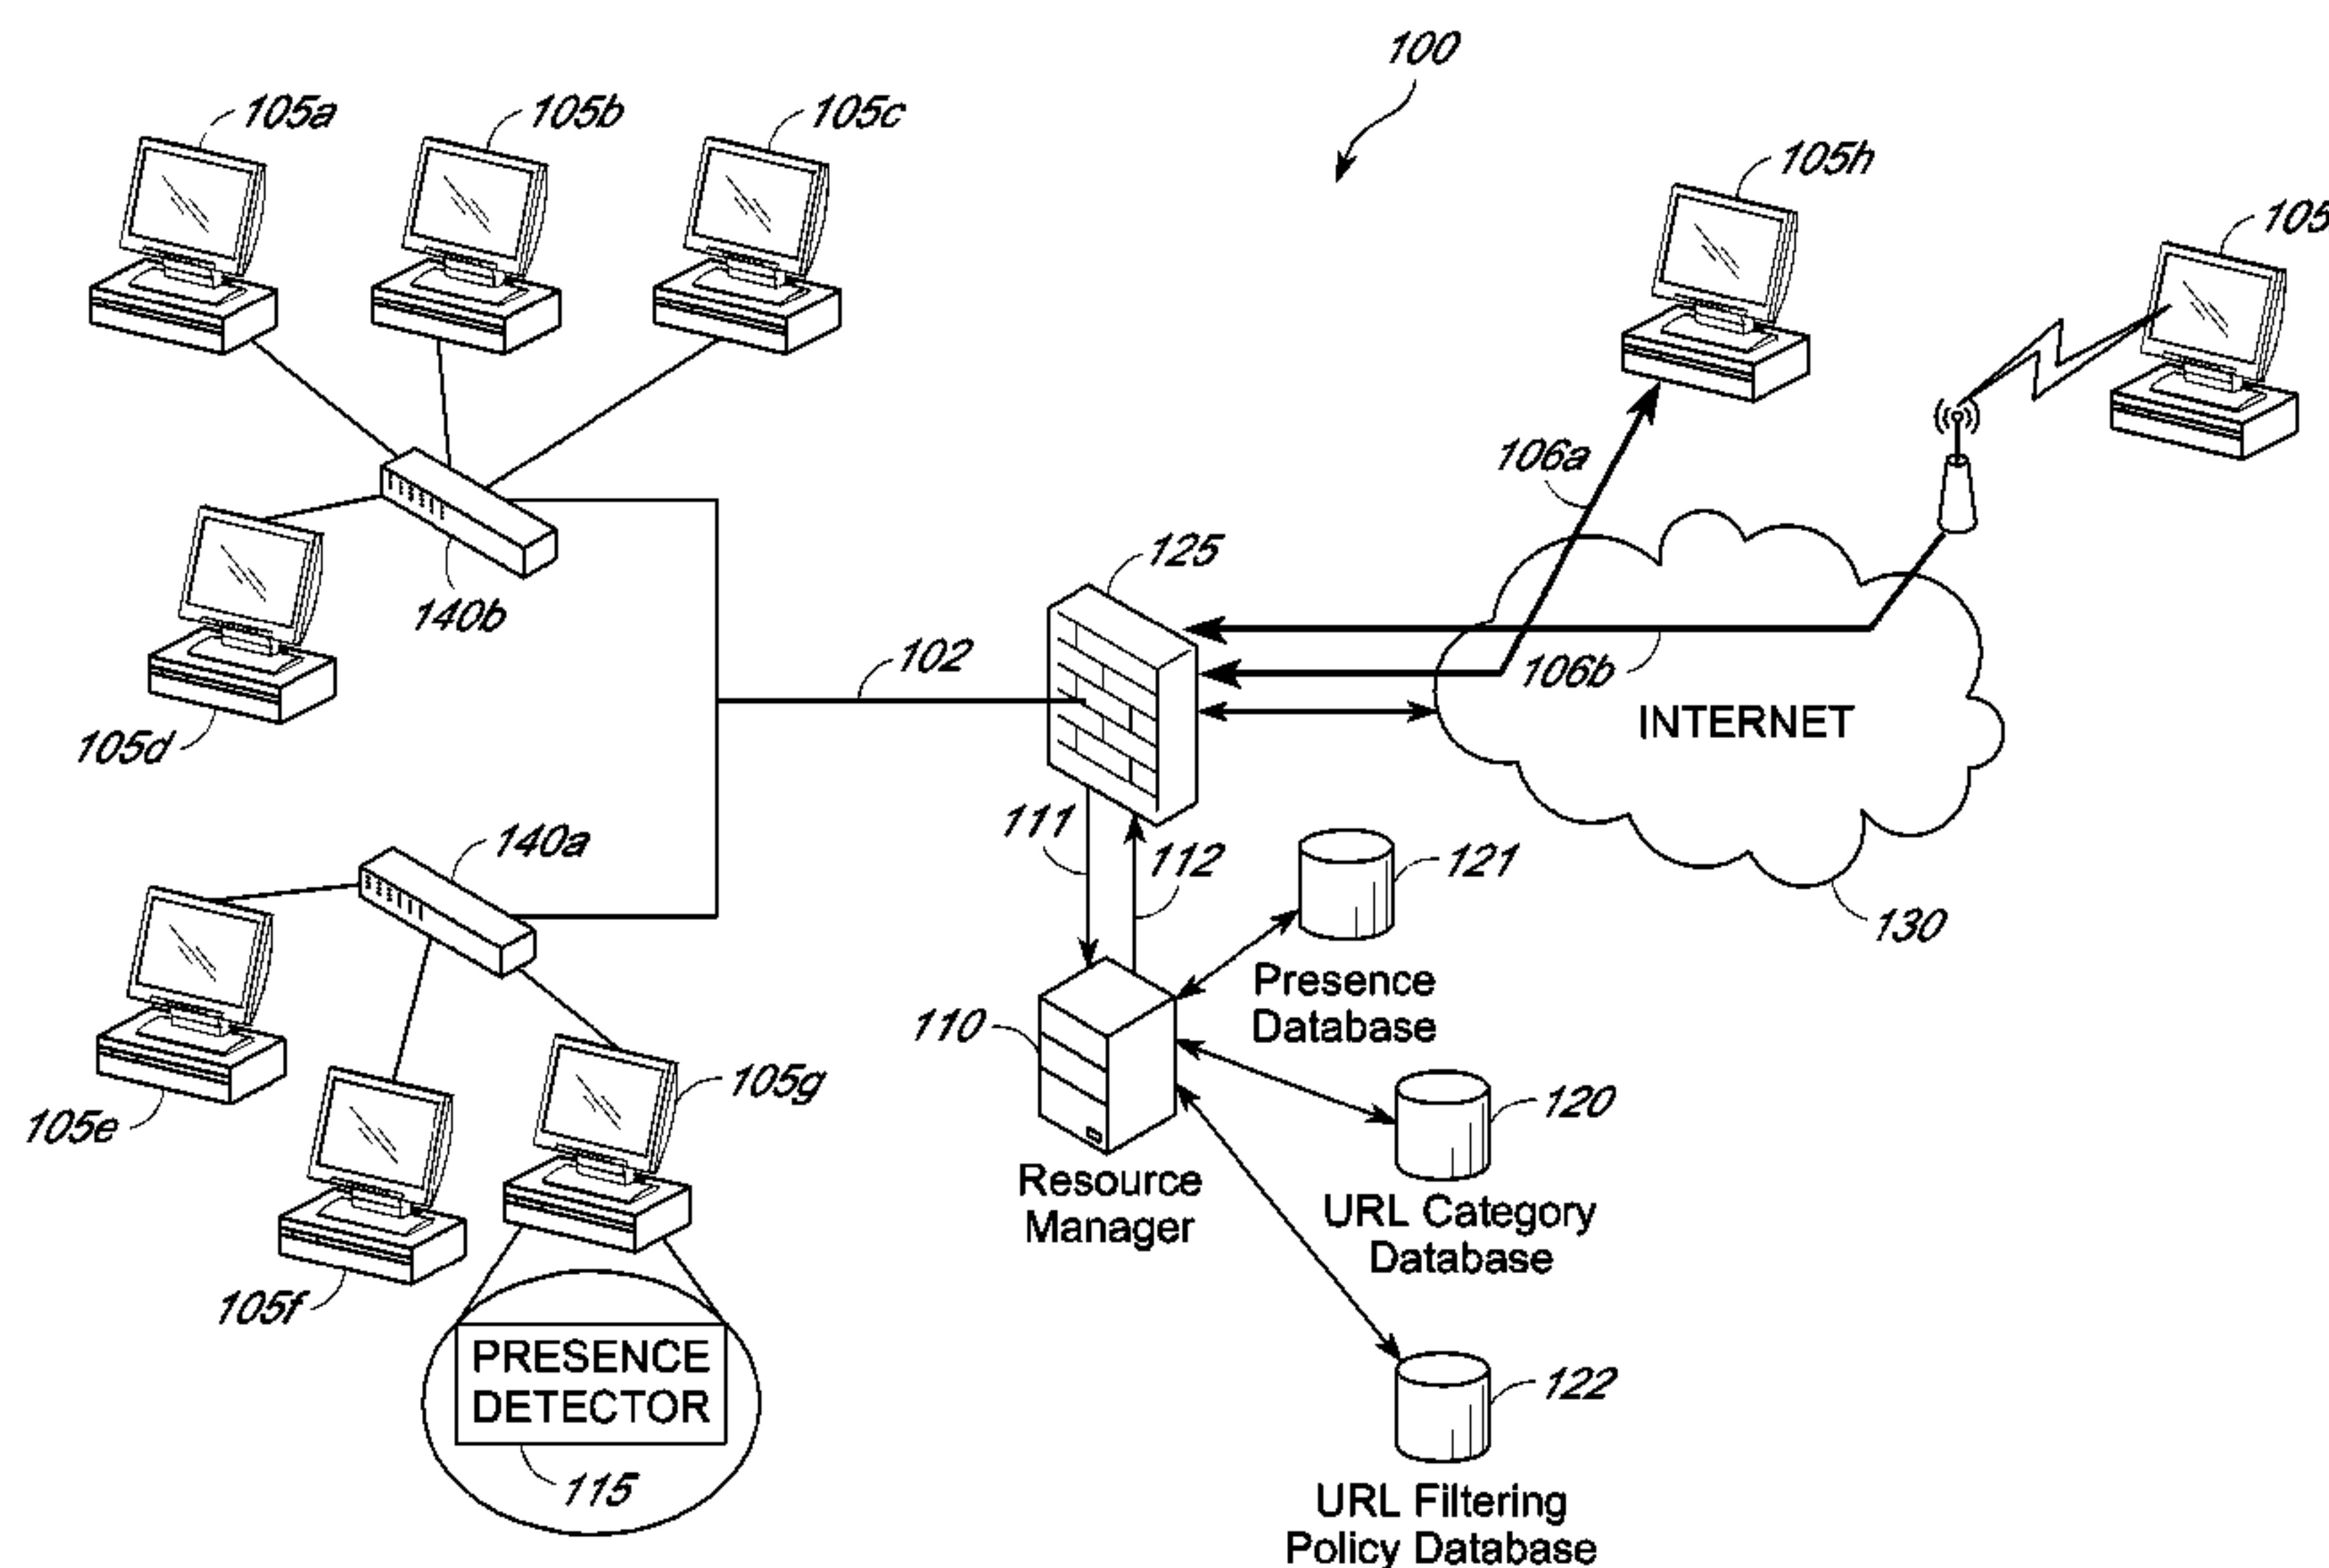 100
105a
105b
105c
105h
105
106a
125
140b
102
106b
INTERNET
105d
111
112
140a
121
130
Presence
Database
110
105g
120
105e
Resource
Manager
URL Category
Database
105f
PRESENCE
DETECTOR
122
115
URL Filtering
Policy Database